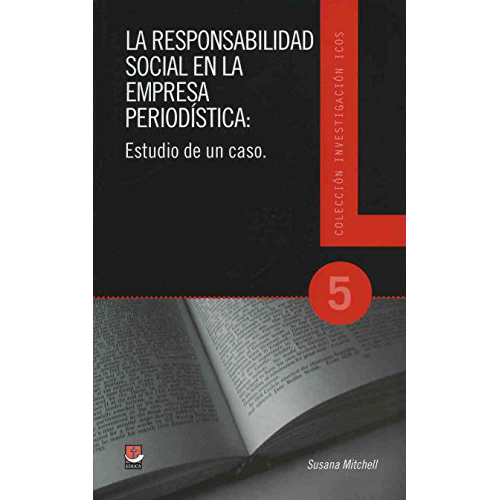 LA RESPONSABILIDAD
SOCIAL EN LA
EMPRESA
PERIODÍSTICA:
Estudio de un caso.
COLECCIÓN INVESTIGACIÓN ICOS
5
EDUCA
Susana Mitchell